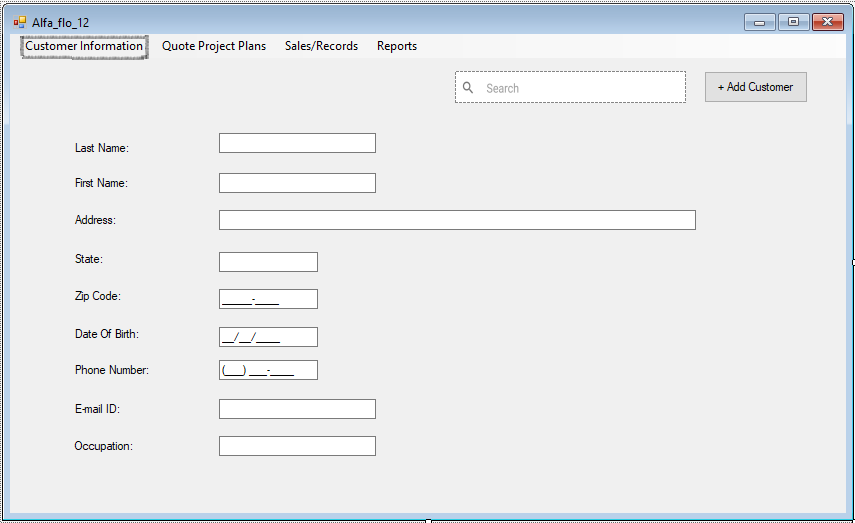 Alfa_flo_12
Customer Information Quote Project Plans Sales/Records Reports
Search + Add Customer
Last Name:
First Name:
Address:
State:
Zip Code: _____-____
Date Of Birth: __/__/____
Phone Number: (___) ___-____
E-mail ID:
Occupation: